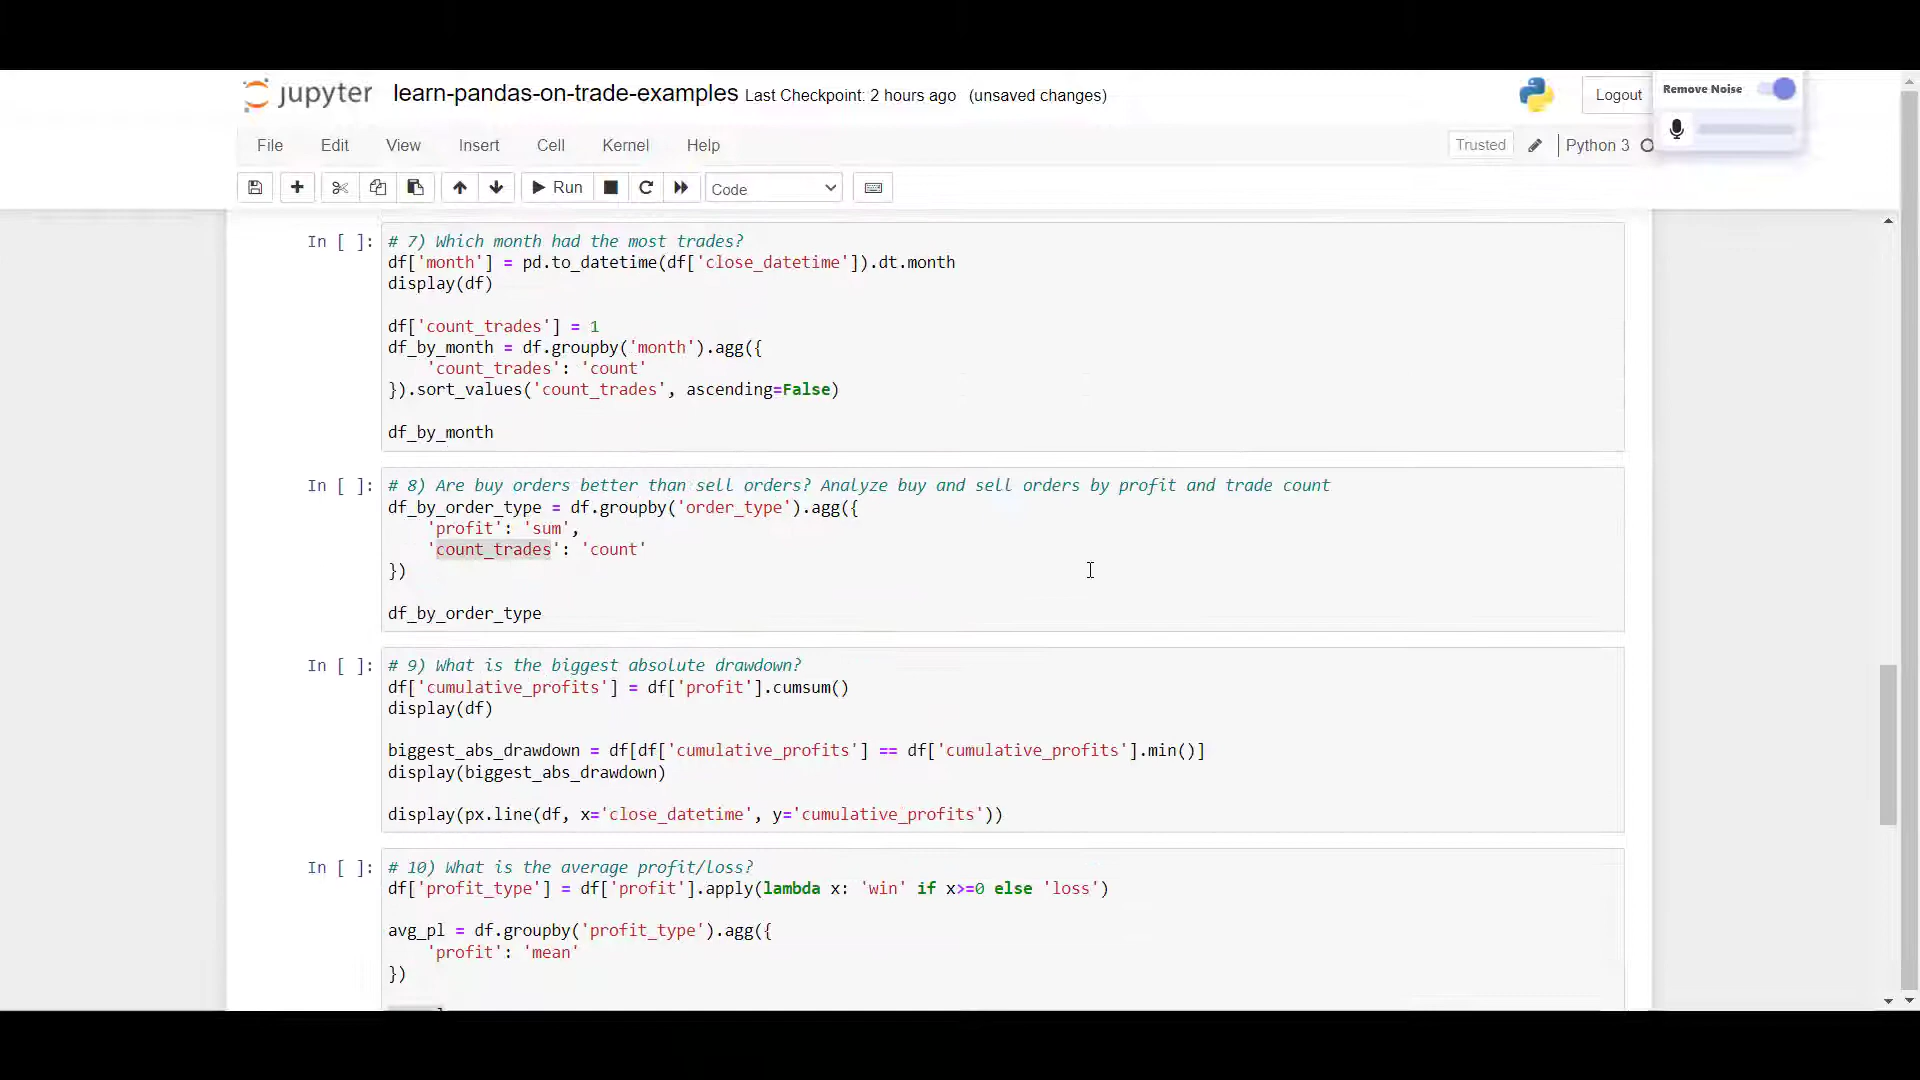 jupyter learn-pandas-on-trade-examples Last Checkpoint: 2 hours ago (unsaved changes)
Logout
Remove Noise
File Edit View Insert Cell Kernel Help
Trusted Python 3
Run Code
In [ ]: # 7) Which month had the most trades?
df['month'] = pd.to_datetime(df['close_datetime']).dt.month
display(df)
df['count_trades'] = 1
df_by_month = df.groupby('month').agg({
'count_trades': 'count'
}).sort_values('count_trades', ascending=False)
df_by_month
In [ ]: # 8) Are buy orders better than sell orders? Analyze buy and sell orders by profit and trade count
df_by_order_type = df.groupby('order_type').agg({
'profit': 'sum',
'count_trades': 'count'
})
df_by_order_type
In [ ]: # 9) What is the biggest absolute drawdown?
df['cumulative_profits'] = df['profit'].cumsum()
display(df)
biggest_abs_drawdown = df[df['cumulative_profits'] == df['cumulative_profits'].min()]
display(biggest_abs_drawdown)
display(px.line(df, x='close_datetime', y='cumulative_profits'))
In [ ]: # 10) What is the average profit/loss?
df['profit_type'] = df['profit'].apply(lambda x: 'win' if x>=0 else 'loss')
avg_pl = df.groupby('profit_type').agg({
'profit': 'mean'
})